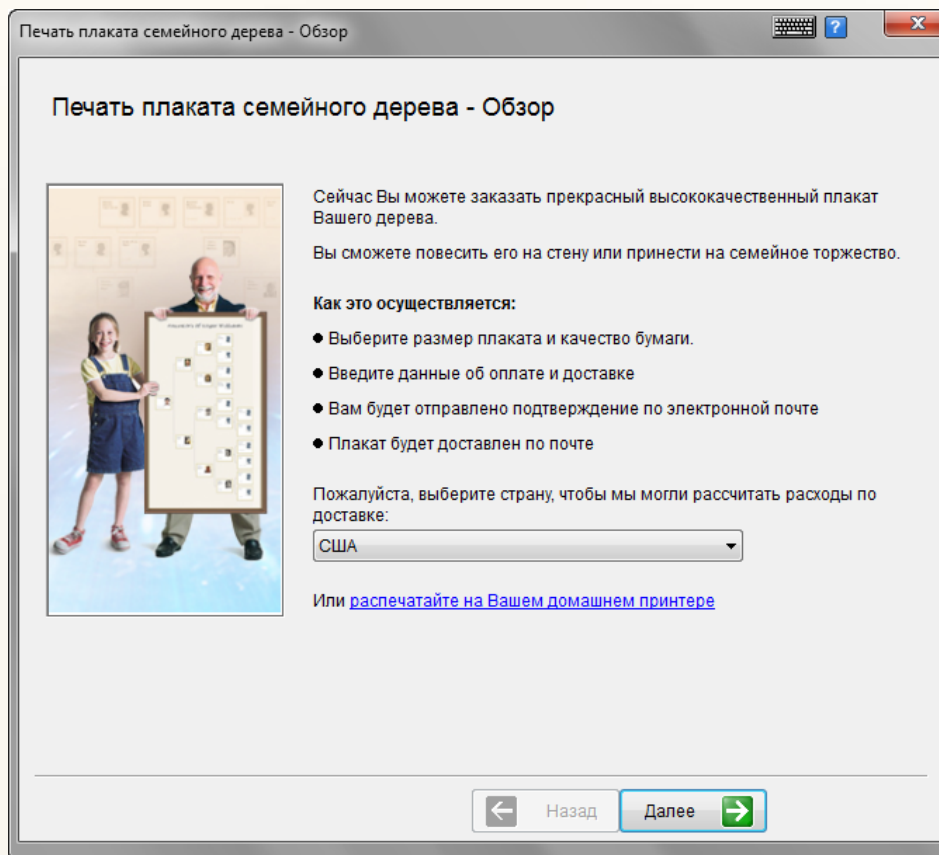 Печать плаката семейного дерева - Обзор
Печать плаката семейного дерева - Обзор
Сейчас Вы можете заказать прекрасный высококачественный плакат
Вашего дерева.
Вы сможете повесить его на стену или принести на семейное торжество.
Как это осуществляется:
● Выберите размер плаката и качество бумаги.
● Введите данные об оплате и доставке
● Вам будет отправлено подтверждение по электронной почте
● Плакат будет доставлен по почте
Пожалуйста, выберите страну, чтобы мы могли рассчитать расходы по
доставке:
США
Или распечатайте на Вашем домашнем принтере
Назад
Далее